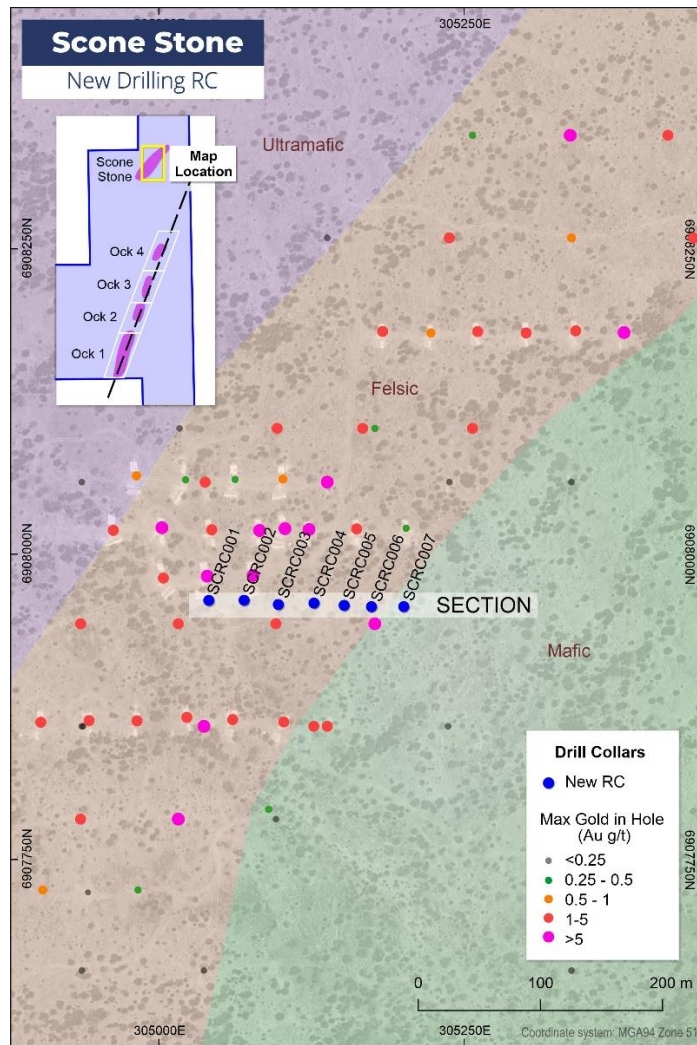 Scone Stone
New Drilling RC
305250E
Ultramafic
Scone
Stone
Map
Location
Ock 4
Ock 3
Ock 2
Ock 1
6908250N
6908250N
Felsic
6908000N
6908000N
SCRC001
SCRC002
SCRC003
SCRC004
SCRC005
SCRC006
SCRC007
SECTION
Mafic
Drill Collars
New RC
Max Gold in Hole
(Au g/t)
<0.25
0.25 - 0.5
0.5 - 1
1-5
>5
6907750N
6907750N
0
100
200 m
Coordinate system: MGA94 Zone 51
305000E
305250E